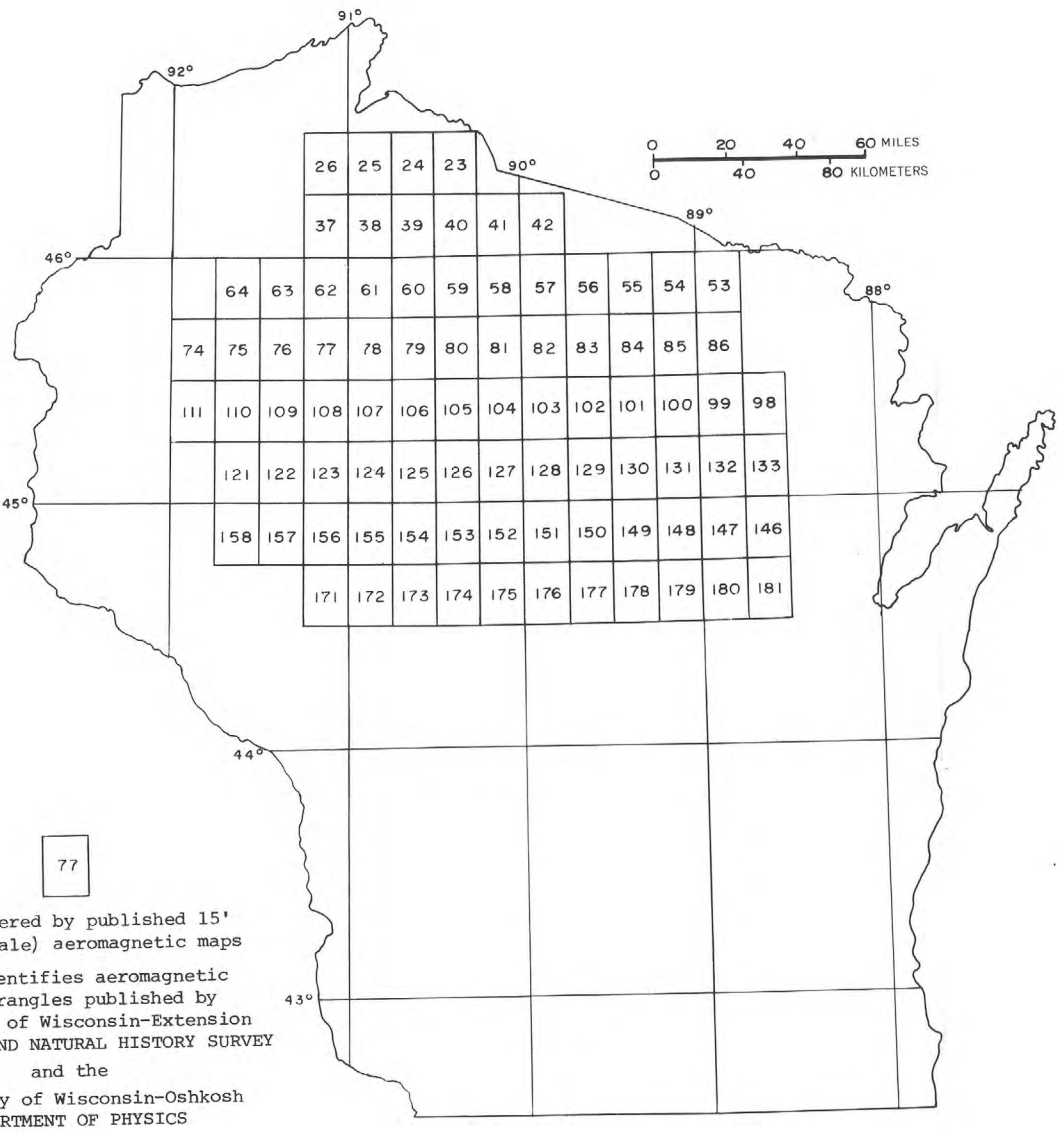 91°
92°
0 20 40 60 MILES
0 40 80 KILOMETERS
26 25 24 23
90°
37 38 39 40 41 42
89°
46°
64 63 62 61 60 59 58 57 56 55 54 53
88°
74 75 76 77 78 79 80 81 82 83 84 85 86
111 110 109 108 107 106 105 104 103 102 101 100 99 98
121 122 123 124 125 126 127 128 129 130 131 132 133
45°
158 157 156 155 154 153 152 151 150 149 148 147 146
171 172 173 174 175 176 177 178 179 180 181
44°
77
ered by published 15'
ale) aeromagnetic maps
entifies aeromagnetic
rangles published by
43°
of Wisconsin-Extension
ND NATURAL HISTORY SURVEY
and the
y of Wisconsin-Oshkosh
RTMENT OF PHYSICS